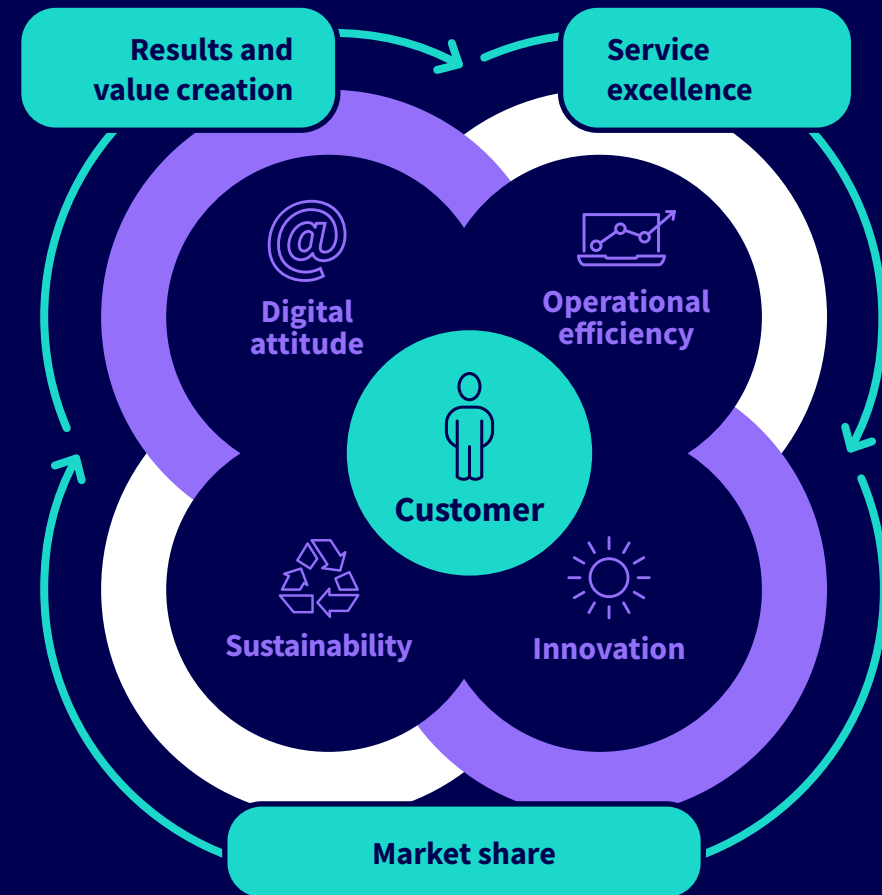 Results and
value creation
Service
excellence
@
Digital
attitude
Operational
efficiency
Customer
Sustainability
Innovation
Market share